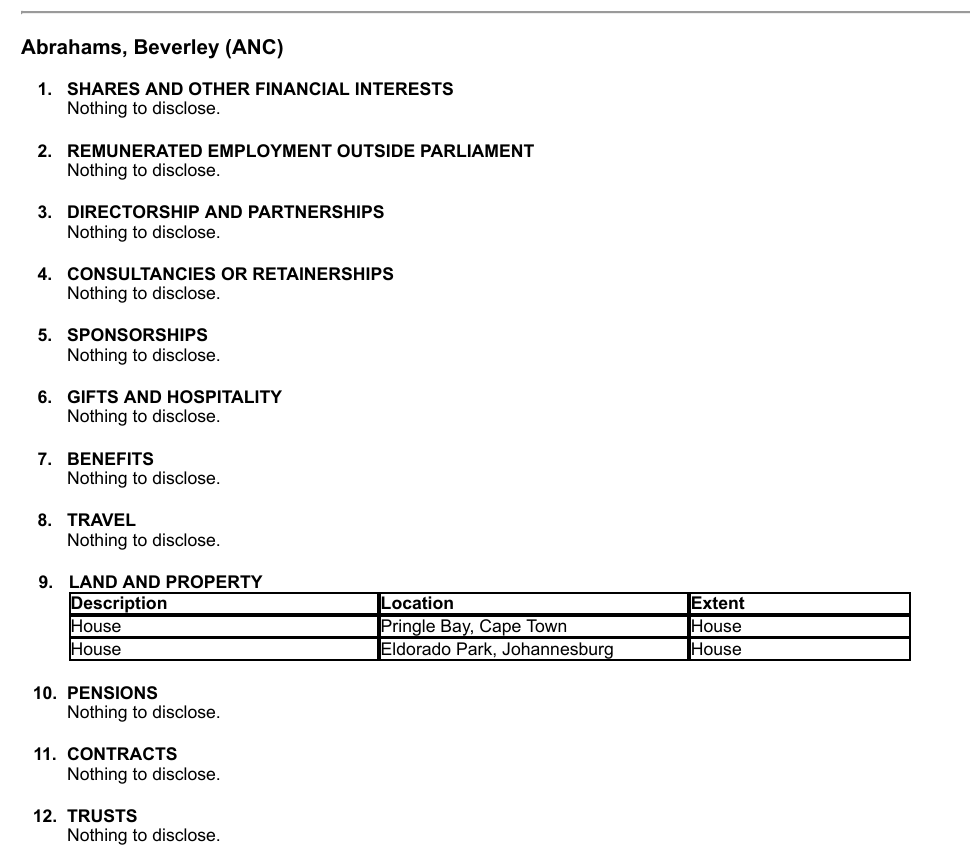 Abrahams, Beverley (ANC)
1. SHARES AND OTHER FINANCIAL INTERESTS
Nothing to disclose.
2. REMUNERATED EMPLOYMENT OUTSIDE PARLIAMENT
Nothing to disclose.
3. DIRECTORSHIP AND PARTNERSHIPS
Nothing to disclose.
4. CONSULTANCIES OR RETAINERSHIPS
Nothing to disclose.
5. SPONSORSHIPS
Nothing to disclose.
6. GIFTS AND HOSPITALITY
Nothing to disclose.
7. BENEFITS
Nothing to disclose.
8. TRAVEL
Nothing to disclose.
9. LAND AND PROPERTY
Description Location Extent
House Pringle Bay, Cape Town House
House Eldorado Park, Johannesburg House
10. PENSIONS
Nothing to disclose.
11. CONTRACTS
Nothing to disclose.
12. TRUSTS
Nothing to disclose.